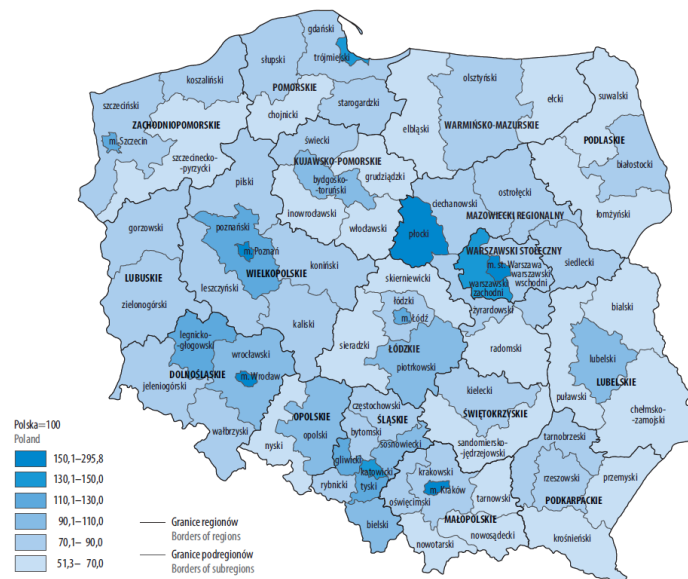 gdański
słupski
trójmiejski
koszaliński
POMORSKIE
szczeciński
starogardzki
chojnicki
olsztyński
ełcki
suwalski
ZACHODNIOPOMORSKIE
elbląski
WARMIŃSKO-MAZURSKIE
m. Szczecin
świecki
PODLASKIE
szczecinecko-
pyrzycki
KUJAWSKO-POMORSKIE
bydgosko-
toruński
grudziądzki
białostocki
pilski
inowrocławski
włocławski
ciechanowski
ostrołęcki
MAZOWIECKI REGIONALNY
łomżyński
gorzowski
poznański
m. Poznań
płocki
WARSZAWSKI STOŁECZNY
m. st. Warszawa
warszawski
wschodni
warszawski
zachodni
siedlecki
LUBUSKIE
WIELKOPOLSKIE
koniński
leszczyński
skierniewicki
zielonogórski
łódzki
m. Łódź
żyrardowski
bialski
kaliski
sieradzki
ŁÓDZKIE
radomski
legnicko-
głogowski
wrocławski
piotrkowski
lubelski
LUBELSKIE
DOLNOŚLĄSKIE
m. Wrocław
jeleniogórski
puławski
chełmsko-
zamojski
kielecki
ŚWIĘTOKRZYSKIE
OPOLSKIE
opolski
częstochowski
ŚLĄSKIE
wałbrzyski
nyski
bytomski
sosnowiecki
sandomiersko-
jędrzejowski
tarnobrzeski
gliwicki
katowicki
tyski
rybnicki
krakowski
m. Kraków
oświęcimski
tarnowski
rzeszowski
przemyski
PODKARPACKIE
bielski
MAŁOPOLSKIE
nowosądecki
nowotarski
krośnieński
Polska=100
Poland
150,1–295,8
130,1–150,0
110,1–130,0
90,1–110,0
70,1– 90,0
51,3– 70,0
Granice regionów
Borders of regions
Granice podregionów
Borders of subregions